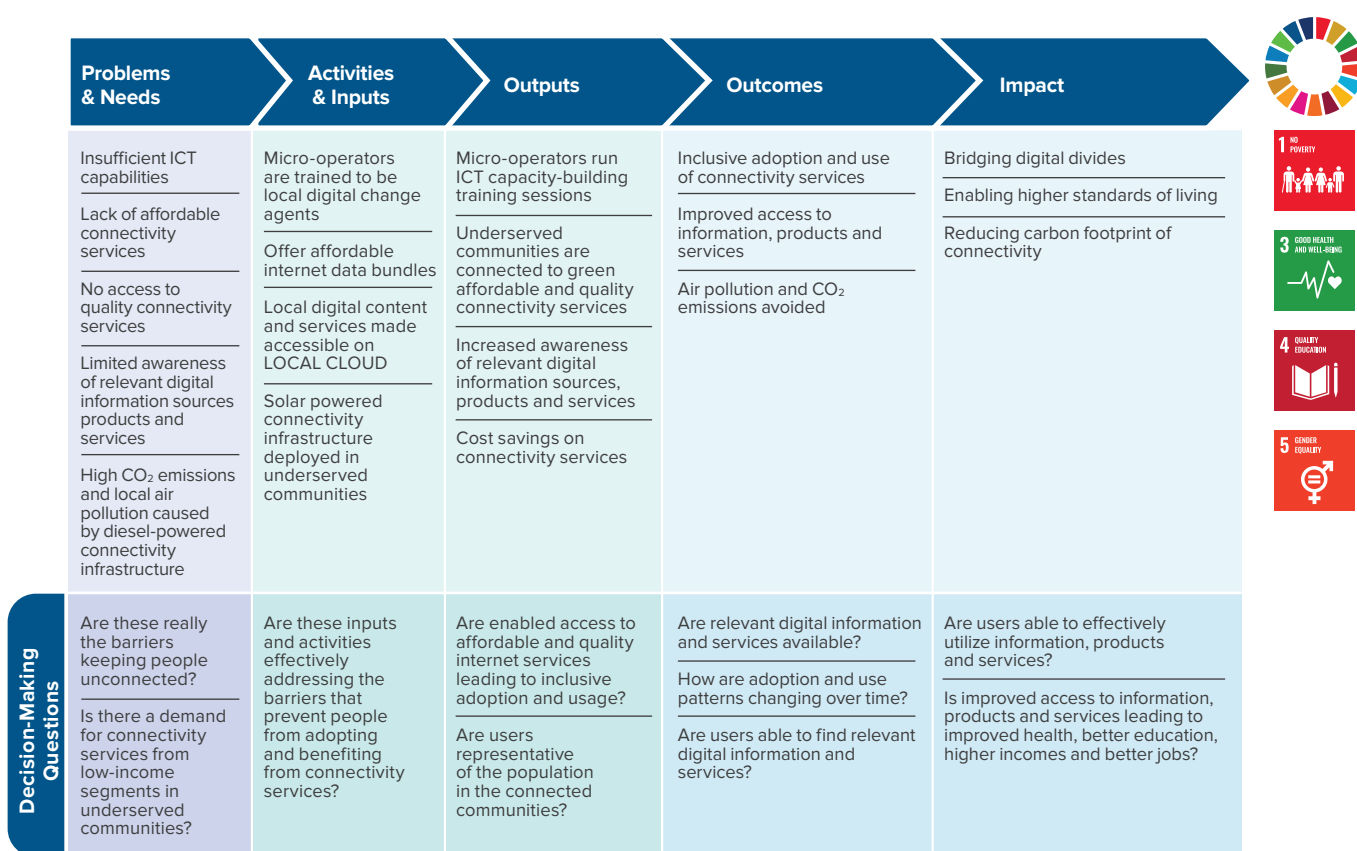 Problems
& Needs
Activities
& Inputs
Outputs
Outcomes
Impact
Insufficient ICT
capabilities
Lack of affordable
connectivity
services
No access to
quality connectivity
services
Limited awareness
of relevant digital
information sources
products and
services
High CO₂ emissions
and local air
pollution caused
by diesel-powered
connectivity
infrastructure
Micro-operators
are trained to be
local digital change
agents
Offer affordable
internet data bundles
Local digital content
and services made
accessible on
LOCAL CLOUD
Solar powered
connectivity
infrastructure
deployed in
underserved
communities
Micro-operators run
ICT capacity-building
training sessions
Underserved
communities are
connected to green
affordable and quality
connectivity services
Increased awareness
of relevant digital
information sources,
products and services
Cost savings on
connectivity services
Inclusive adoption and use
of connectivity services
Improved access to
information, products and
services
Air pollution and CO₂
emissions avoided
Bridging digital divides
Enabling higher standards of living
Reducing carbon footprint of
connectivity
1 NO
POVERTY
3 GOOD HEALTH
AND WELL-BEING
4 QUALITY
EDUCATION
5 GENDER
EQUALITY
Decision-Making
Questions
Are these really
the barriers
keeping people
unconnected?
Is there a demand
for connectivity
services from
low-income
segments in
underserved
communities?
Are these inputs
and activities
effectively
addressing the
barriers that
prevent people
from adopting
and benefiting
from connectivity
services?
Are enabled access to
affordable and quality
internet services
leading to inclusive
adoption and usage?
Are users
representative
of the population
in the connected
communities?
Are relevant digital information
and services available?
How are adoption and use
patterns changing over time?
Are users able to find relevant
digital information and
services?
Are users able to effectively
utilize information, products
and services?
Is improved access to information,
products and services leading to
improved health, better education,
higher incomes and better jobs?